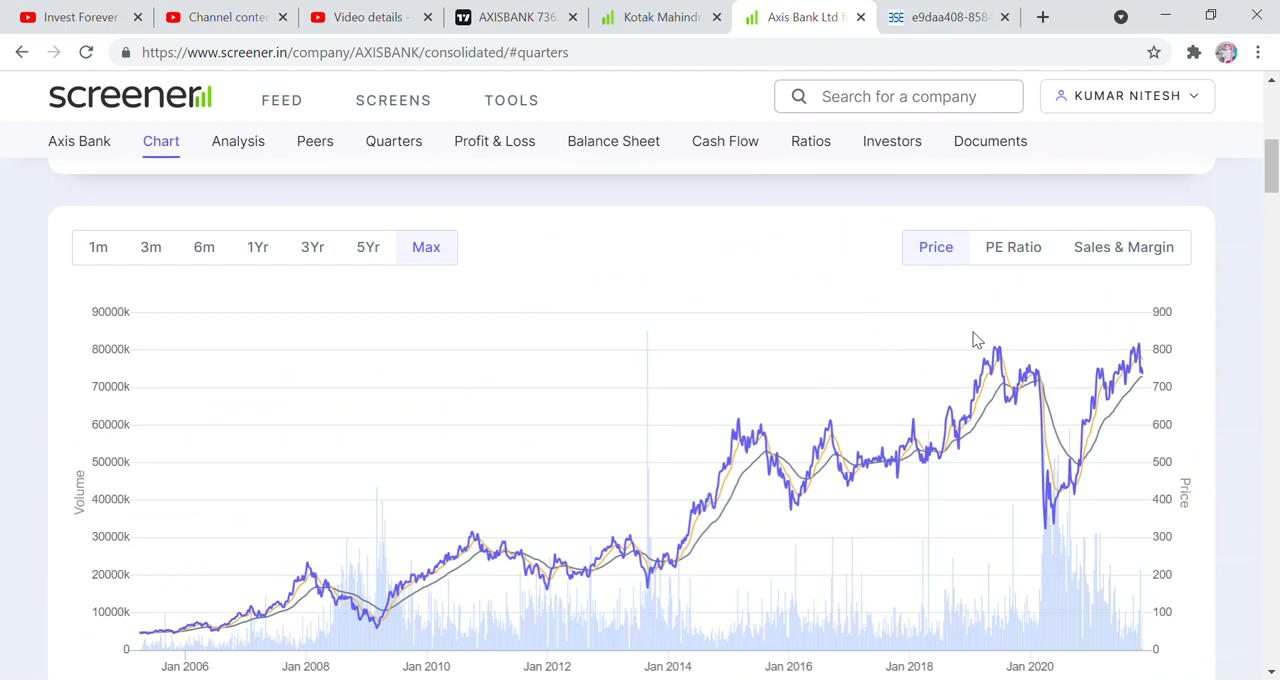 Invest Forever
Channel conten
Video details -
AXISBANK 736.
Kotak Mahindr
Axis Bank Ltd f
BSE e9daa408-8584
https://www.screener.in/company/AXISBANK/consolidated/#quarters
screener
FEED SCREENS TOOLS
Search for a company
KUMAR NITESH
Axis Bank Chart Analysis Peers Quarters Profit & Loss Balance Sheet Cash Flow Ratios Investors Documents
1m 3m 6m 1Yr 3Yr 5Yr Max
Price PE Ratio Sales & Margin
90000k 900
80000k 800
70000k 700
60000k 600
50000k 500
40000k 400
30000k 300
20000k 200
10000k 100
0 0
Volume
Price
Jan 2006 Jan 2008 Jan 2010 Jan 2012 Jan 2014 Jan 2016 Jan 2018 Jan 2020